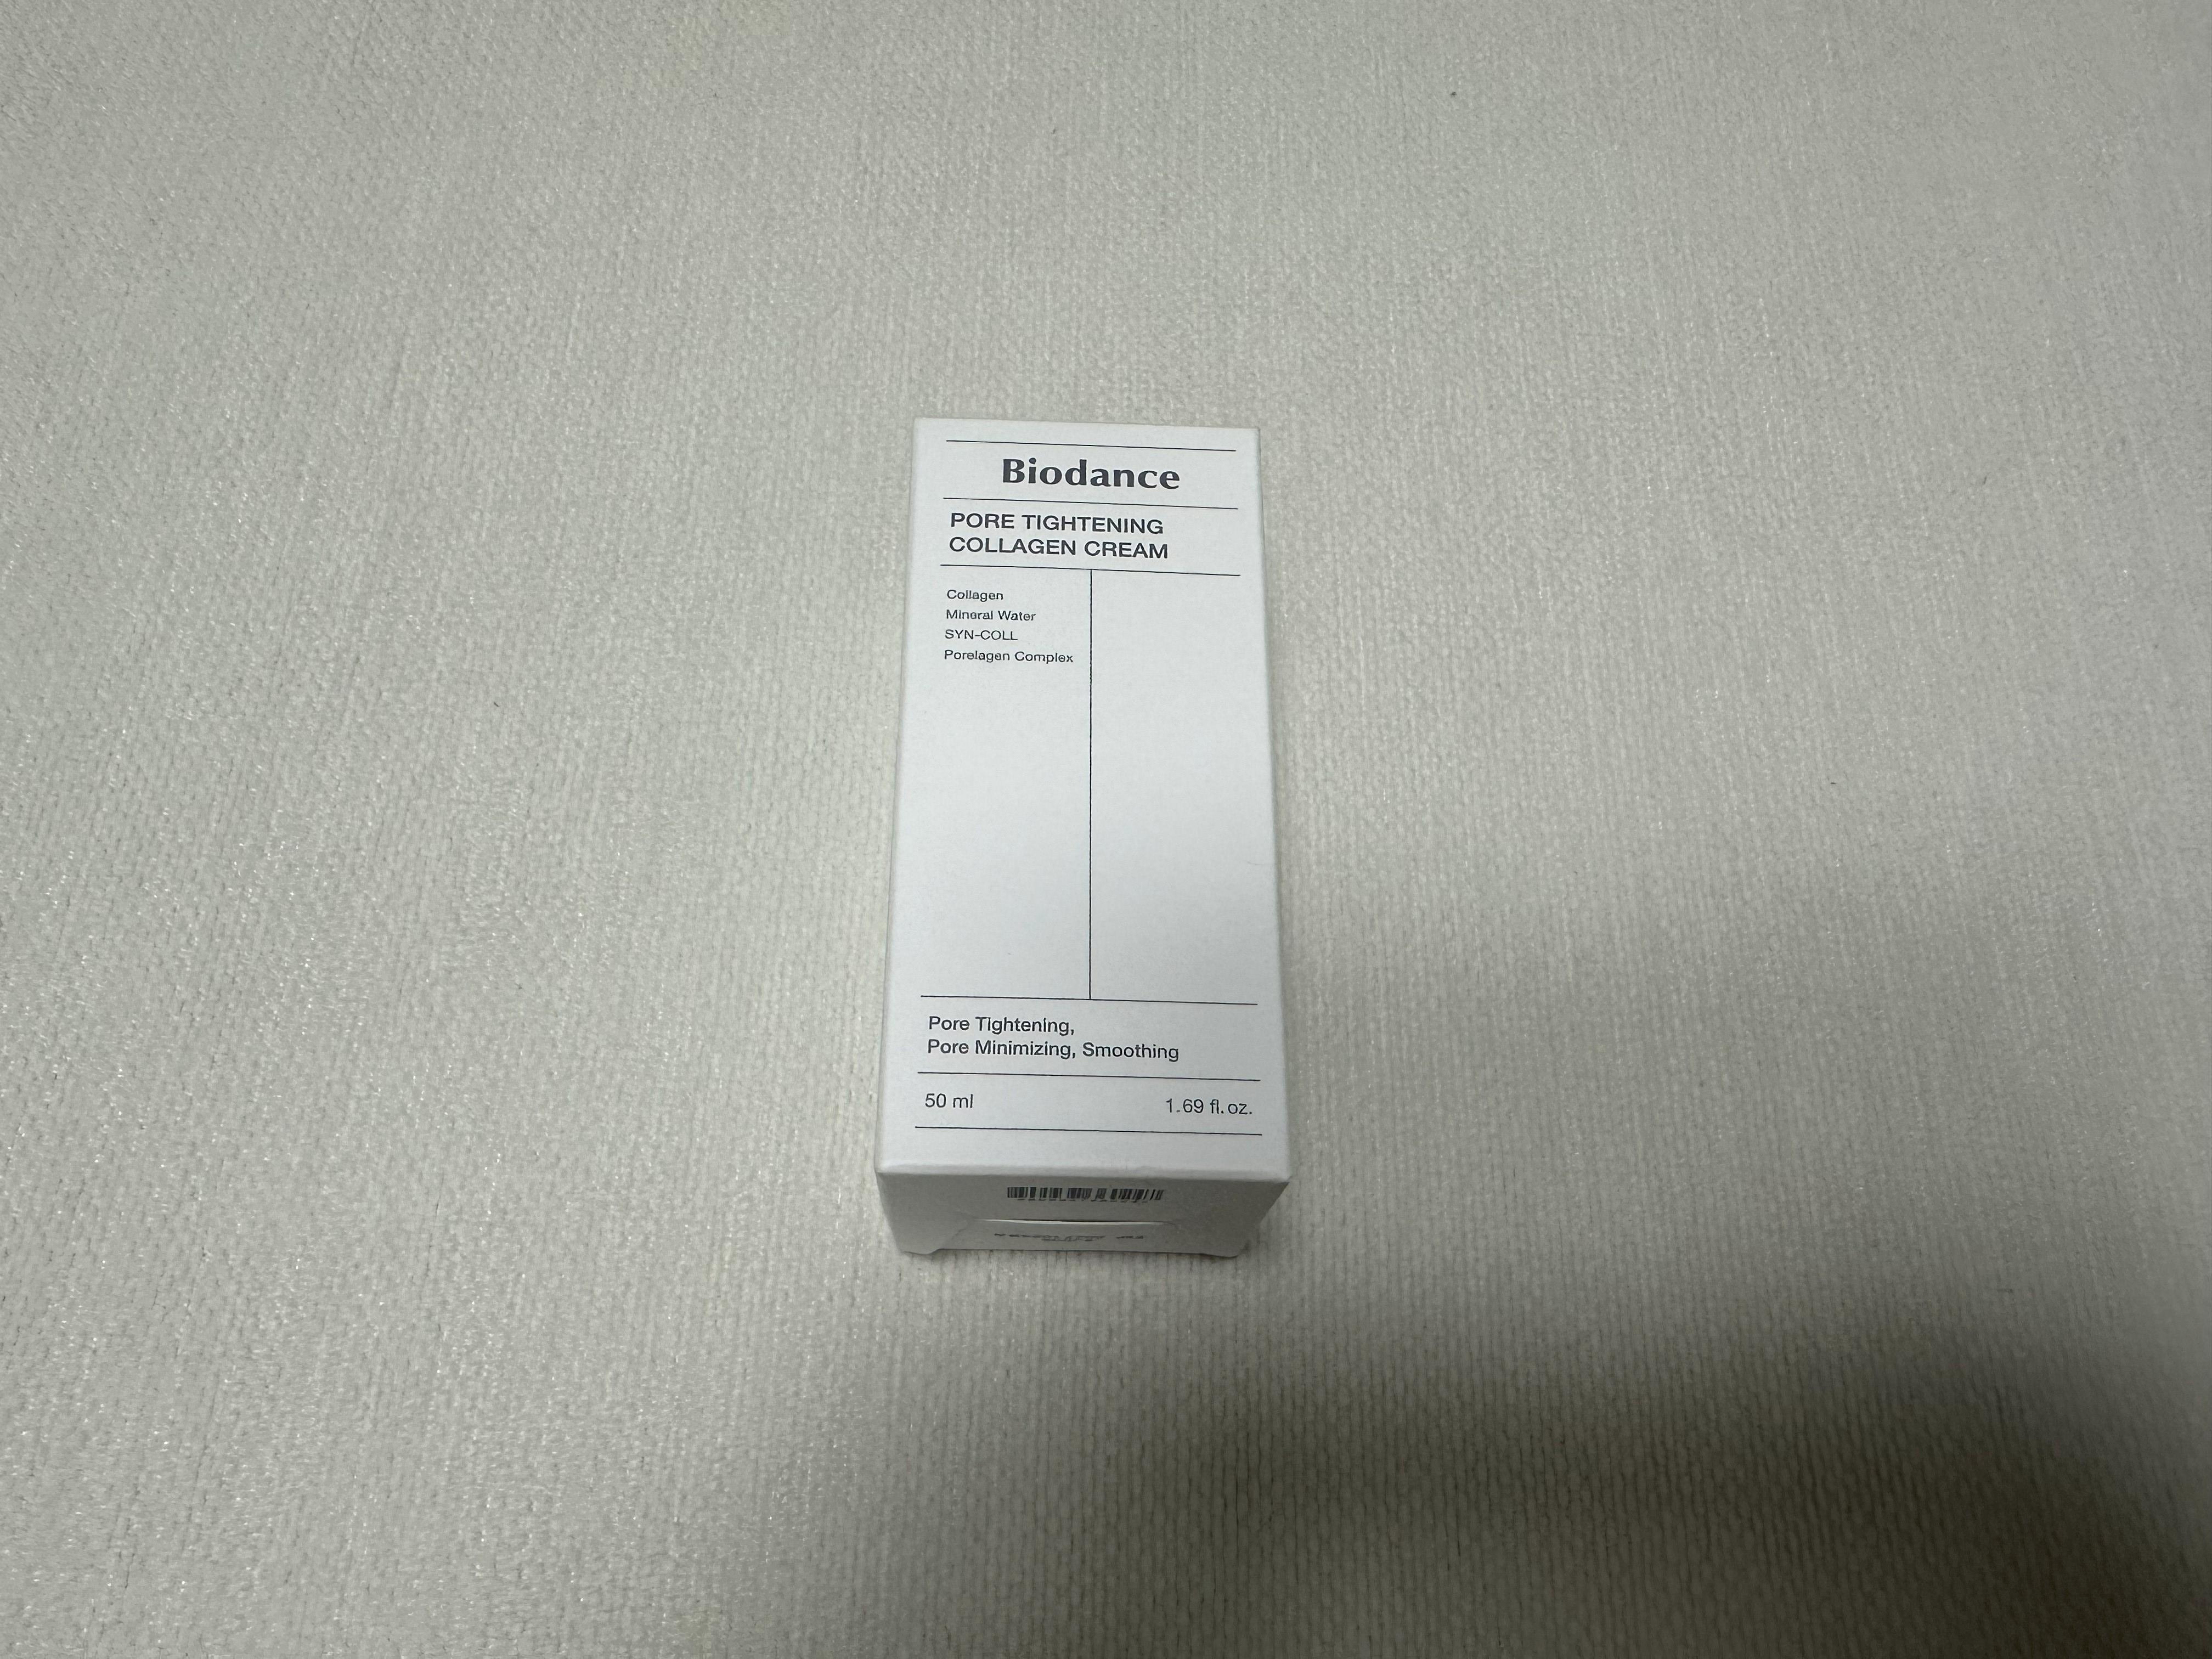 Biodance
PORE TIGHTENING
COLLAGEN CREAM
Collagen
Mineral Water
SYN-COLL
Porelagen Complex
Pore Tightening,
Pore Minimizing, Smoothing
50 ml 1.69 fl.oz.